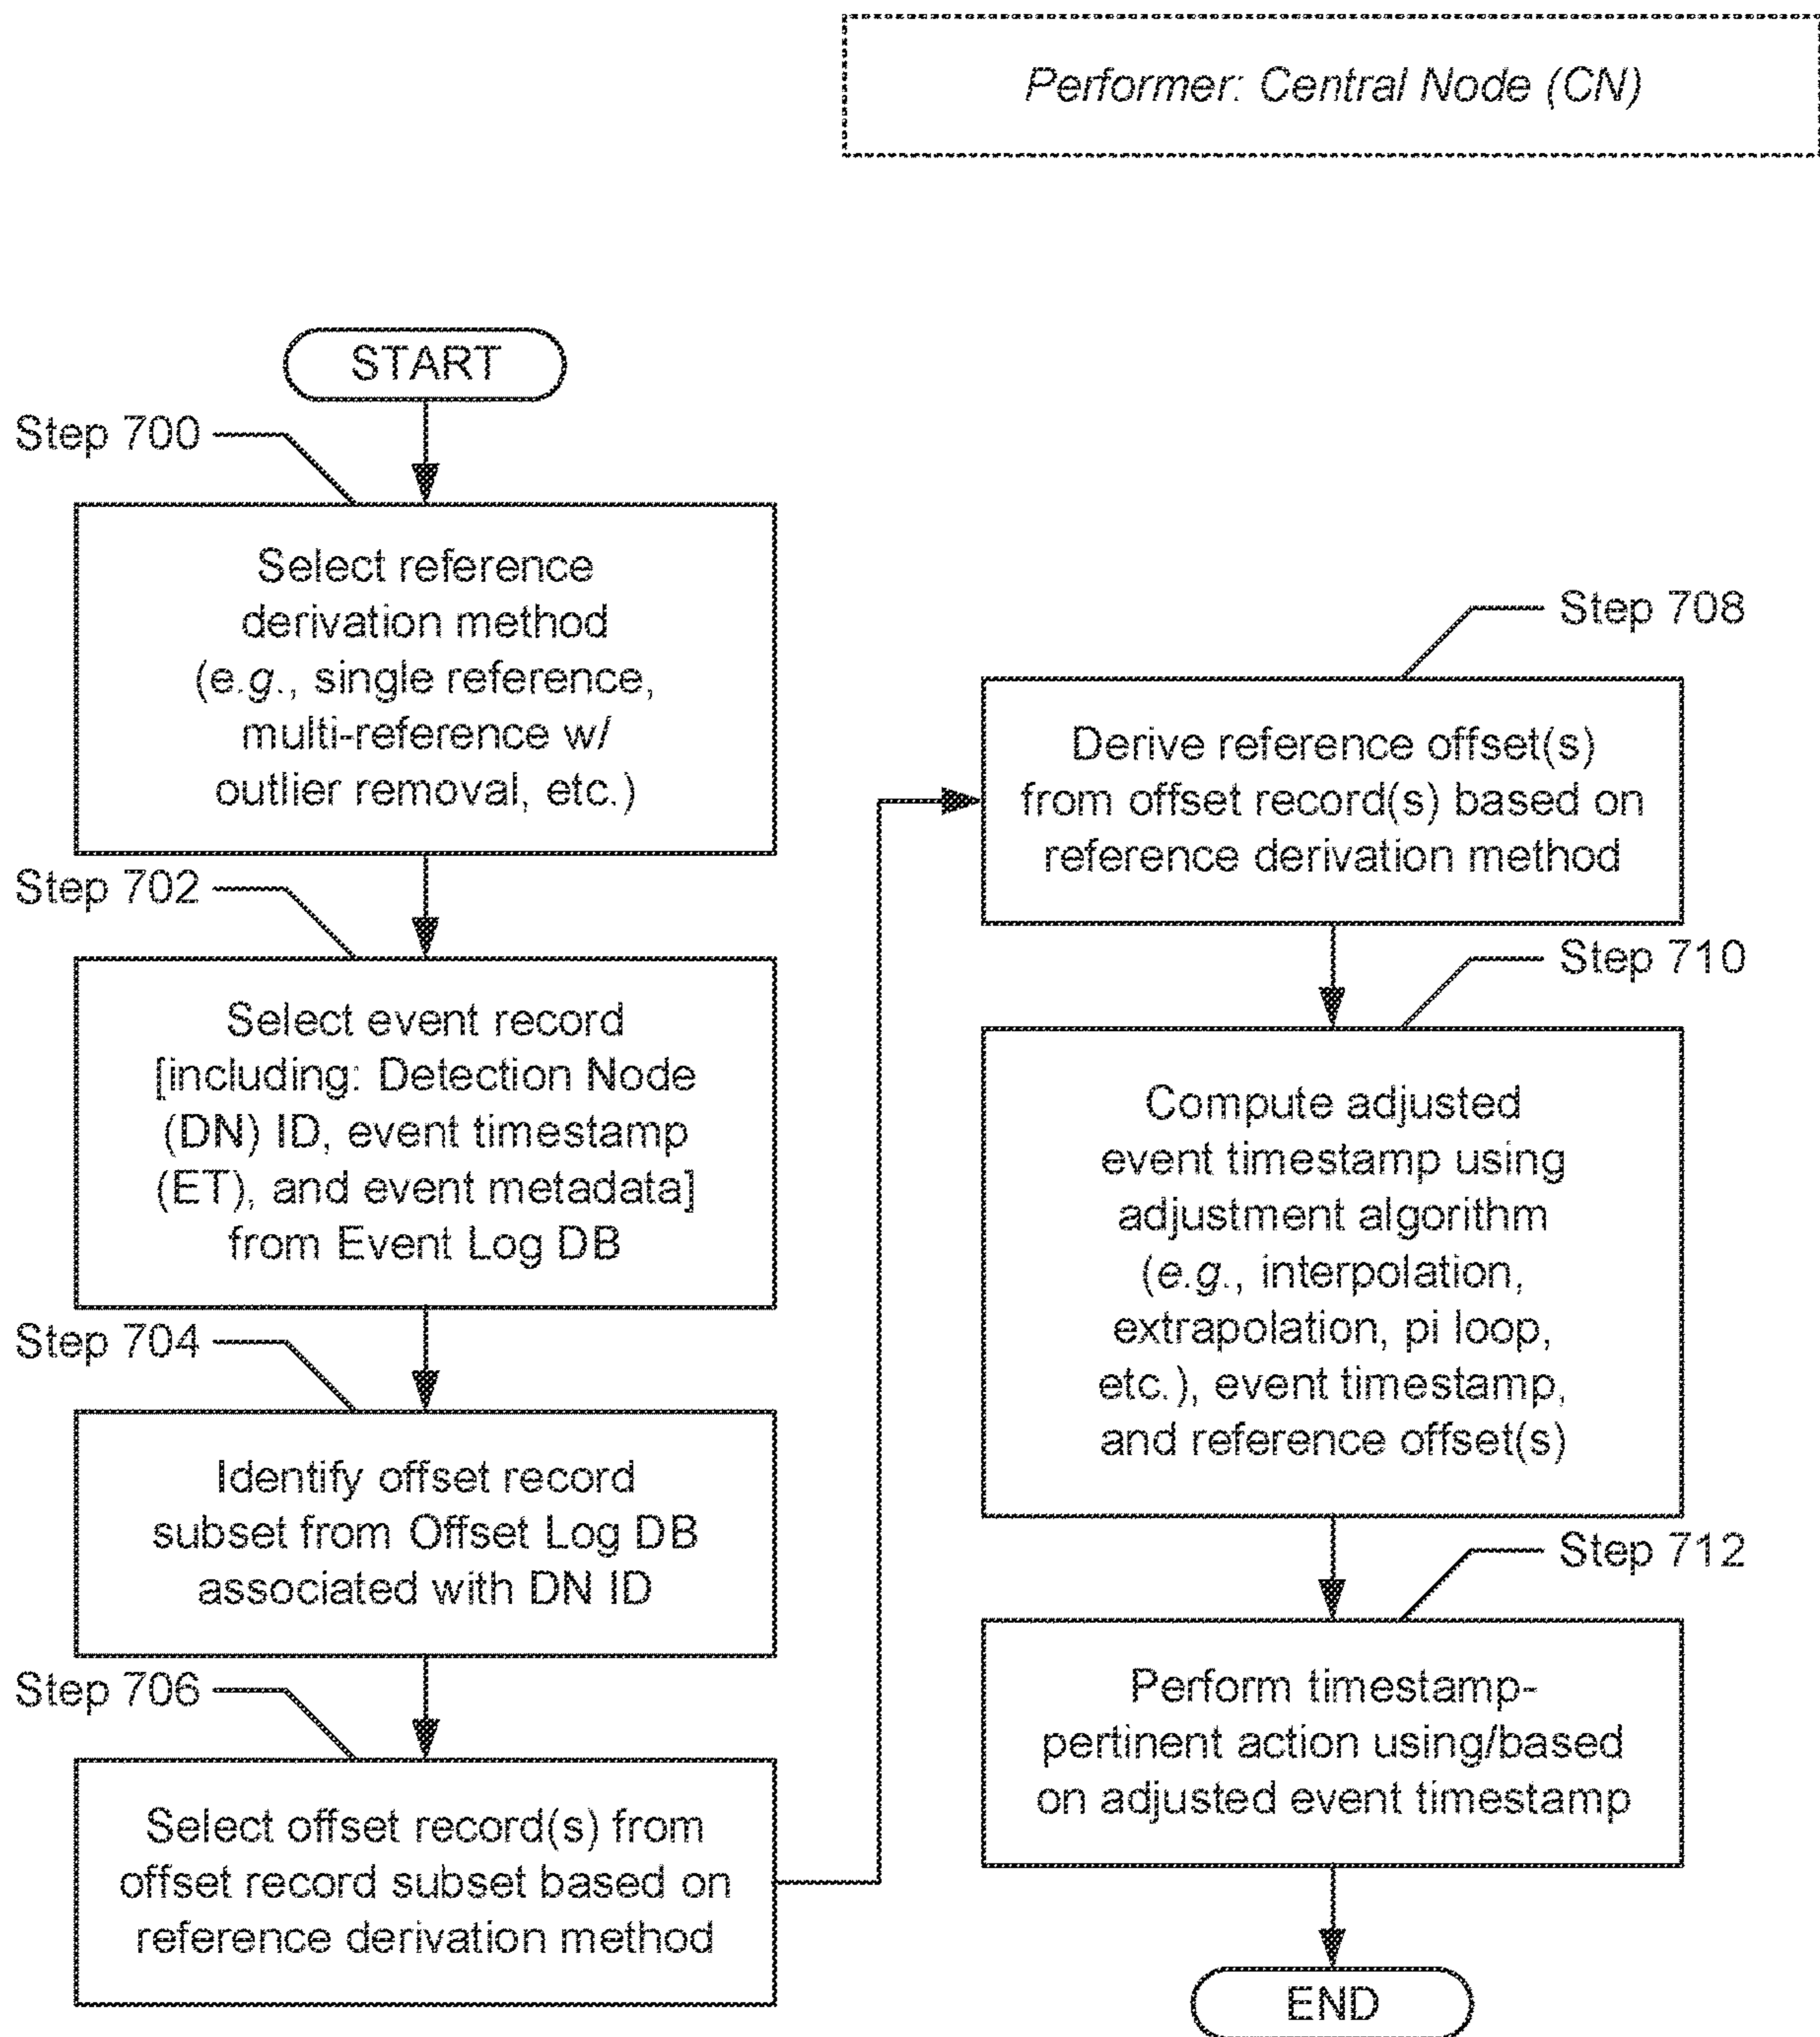 Performer: Central Node (CN)
START
Step 700
Select reference
derivation method
(e.g., single reference,
multi-reference w/
outlier removal, etc.)
Step 702
Select event record
[including: Detection Node
(DN) ID, event timestamp
(ET), and event metadata]
from Event Log DB
Step 704
Identify offset record
subset from Offset Log DB
associated with DN ID
Step 706
Select offset record(s) from
offset record subset based on
reference derivation method
Step 708
Derive reference offset(s)
from offset record(s) based on
reference derivation method
Step 710
Compute adjusted
event timestamp using
adjustment algorithm
(e.g., interpolation,
extrapolation, pi loop,
etc.), event timestamp,
and reference offset(s)
Step 712
Perform timestamp-
pertinent action using/based
on adjusted event timestamp
END